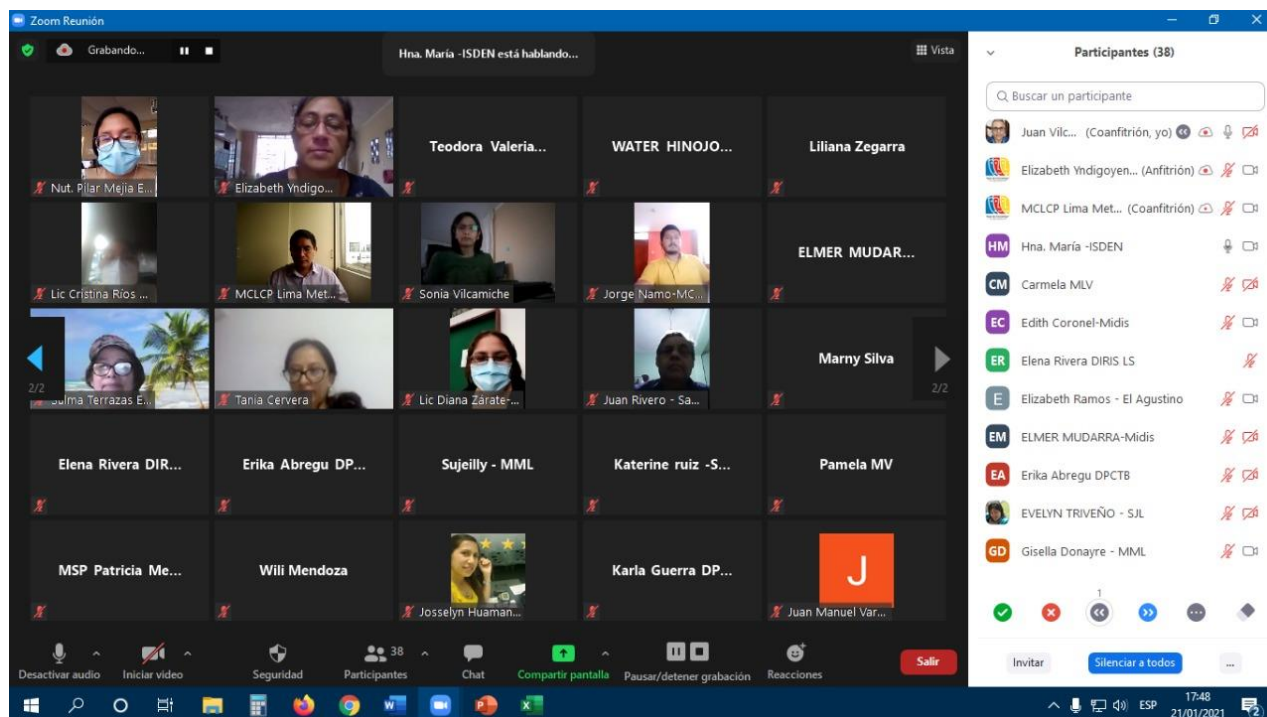 Zoom Reunión
Grabando...
Hna. María -ISDEN está hablando...
Vista
Nut. Pilar Mejia E...
Elizabeth Yndigo...
Teodora Valeria...
WATER HINOJO...
Liliana Zegarra
Lic Cristina Ríos ...
MCLCP Lima Met...
Sonia Vilcamiche
Jorge Namo-MC...
ELMER MUDAR...
2/2
Terrazas E...
Tania Cervera
Lic Diana Zárate-...
Juan Rivero - Sa...
Marny Silva
2/2
Elena Rivera DIR...
Erika Abregu DP...
Sujeilly - MML
Katerine ruiz -S...
Pamela MV
MSP Patricia Me...
Wili Mendoza
Josselyn Huaman...
Karla Guerra DP...
J
Juan Manuel Var...
Desactivar audio
Iniciar video
Seguridad
Participantes
38
Chat
Compartir pantalla
Pausar/detener grabación
Reacciones
Salir
Participantes (38)
Buscar un participante
Juan Vilc... (Coanfitrión, yo)
Elizabeth Yndigoyen... (Anfitrión)
MCLCP Lima Met... (Coanfitrión)
HM Hna. María -ISDEN
CM Carmela MLV
EC Edith Coronel-Midis
ER Elena Rivera DIRIS LS
E Elizabeth Ramos - El Agustino
EM ELMER MUDARRA-Midis
EA Erika Abregu DPCTB
EVELYN TRIVEÑO - SJL
GD Gisella Donayre - MML
1
Invitar
Silenciar a todos
...
ESP
17:48
21/01/2021
2